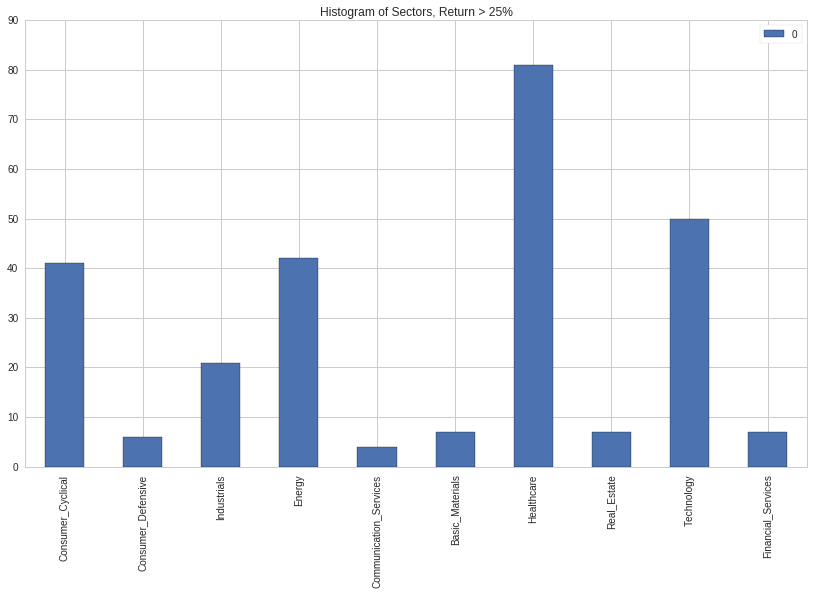 Histogram of Sectors, Return > 25%
0
90
80
70
60
50
40
30
20
10
0
Consumer_Cyclical
Consumer_Defensive
Industrials
Energy
Communication_Services
Basic_Materials
Healthcare
Real_Estate
Technology
Financial_Services